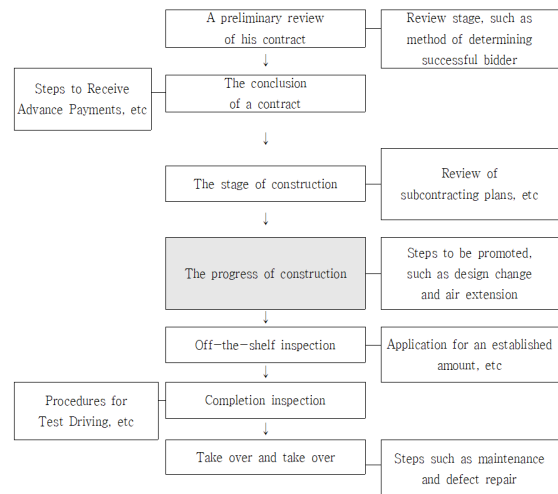 A preliminary review
of his contract
Review stage, such as
method of determining
successful bidder
↓
Steps to Receive
Advance Payments, etc
The conclusion
of a contract
↓
The stage of construction
Review of
subcontracting plans, etc
↓
The progress of construction
Steps to be promoted,
such as design change
and air extension
↓
Off-the-shelf inspection
Application for an established
amount, etc
↓
Procedures for
Test Driving, etc
Completion inspection
↓
Take over and take over
Steps such as maintenance
and defect repair